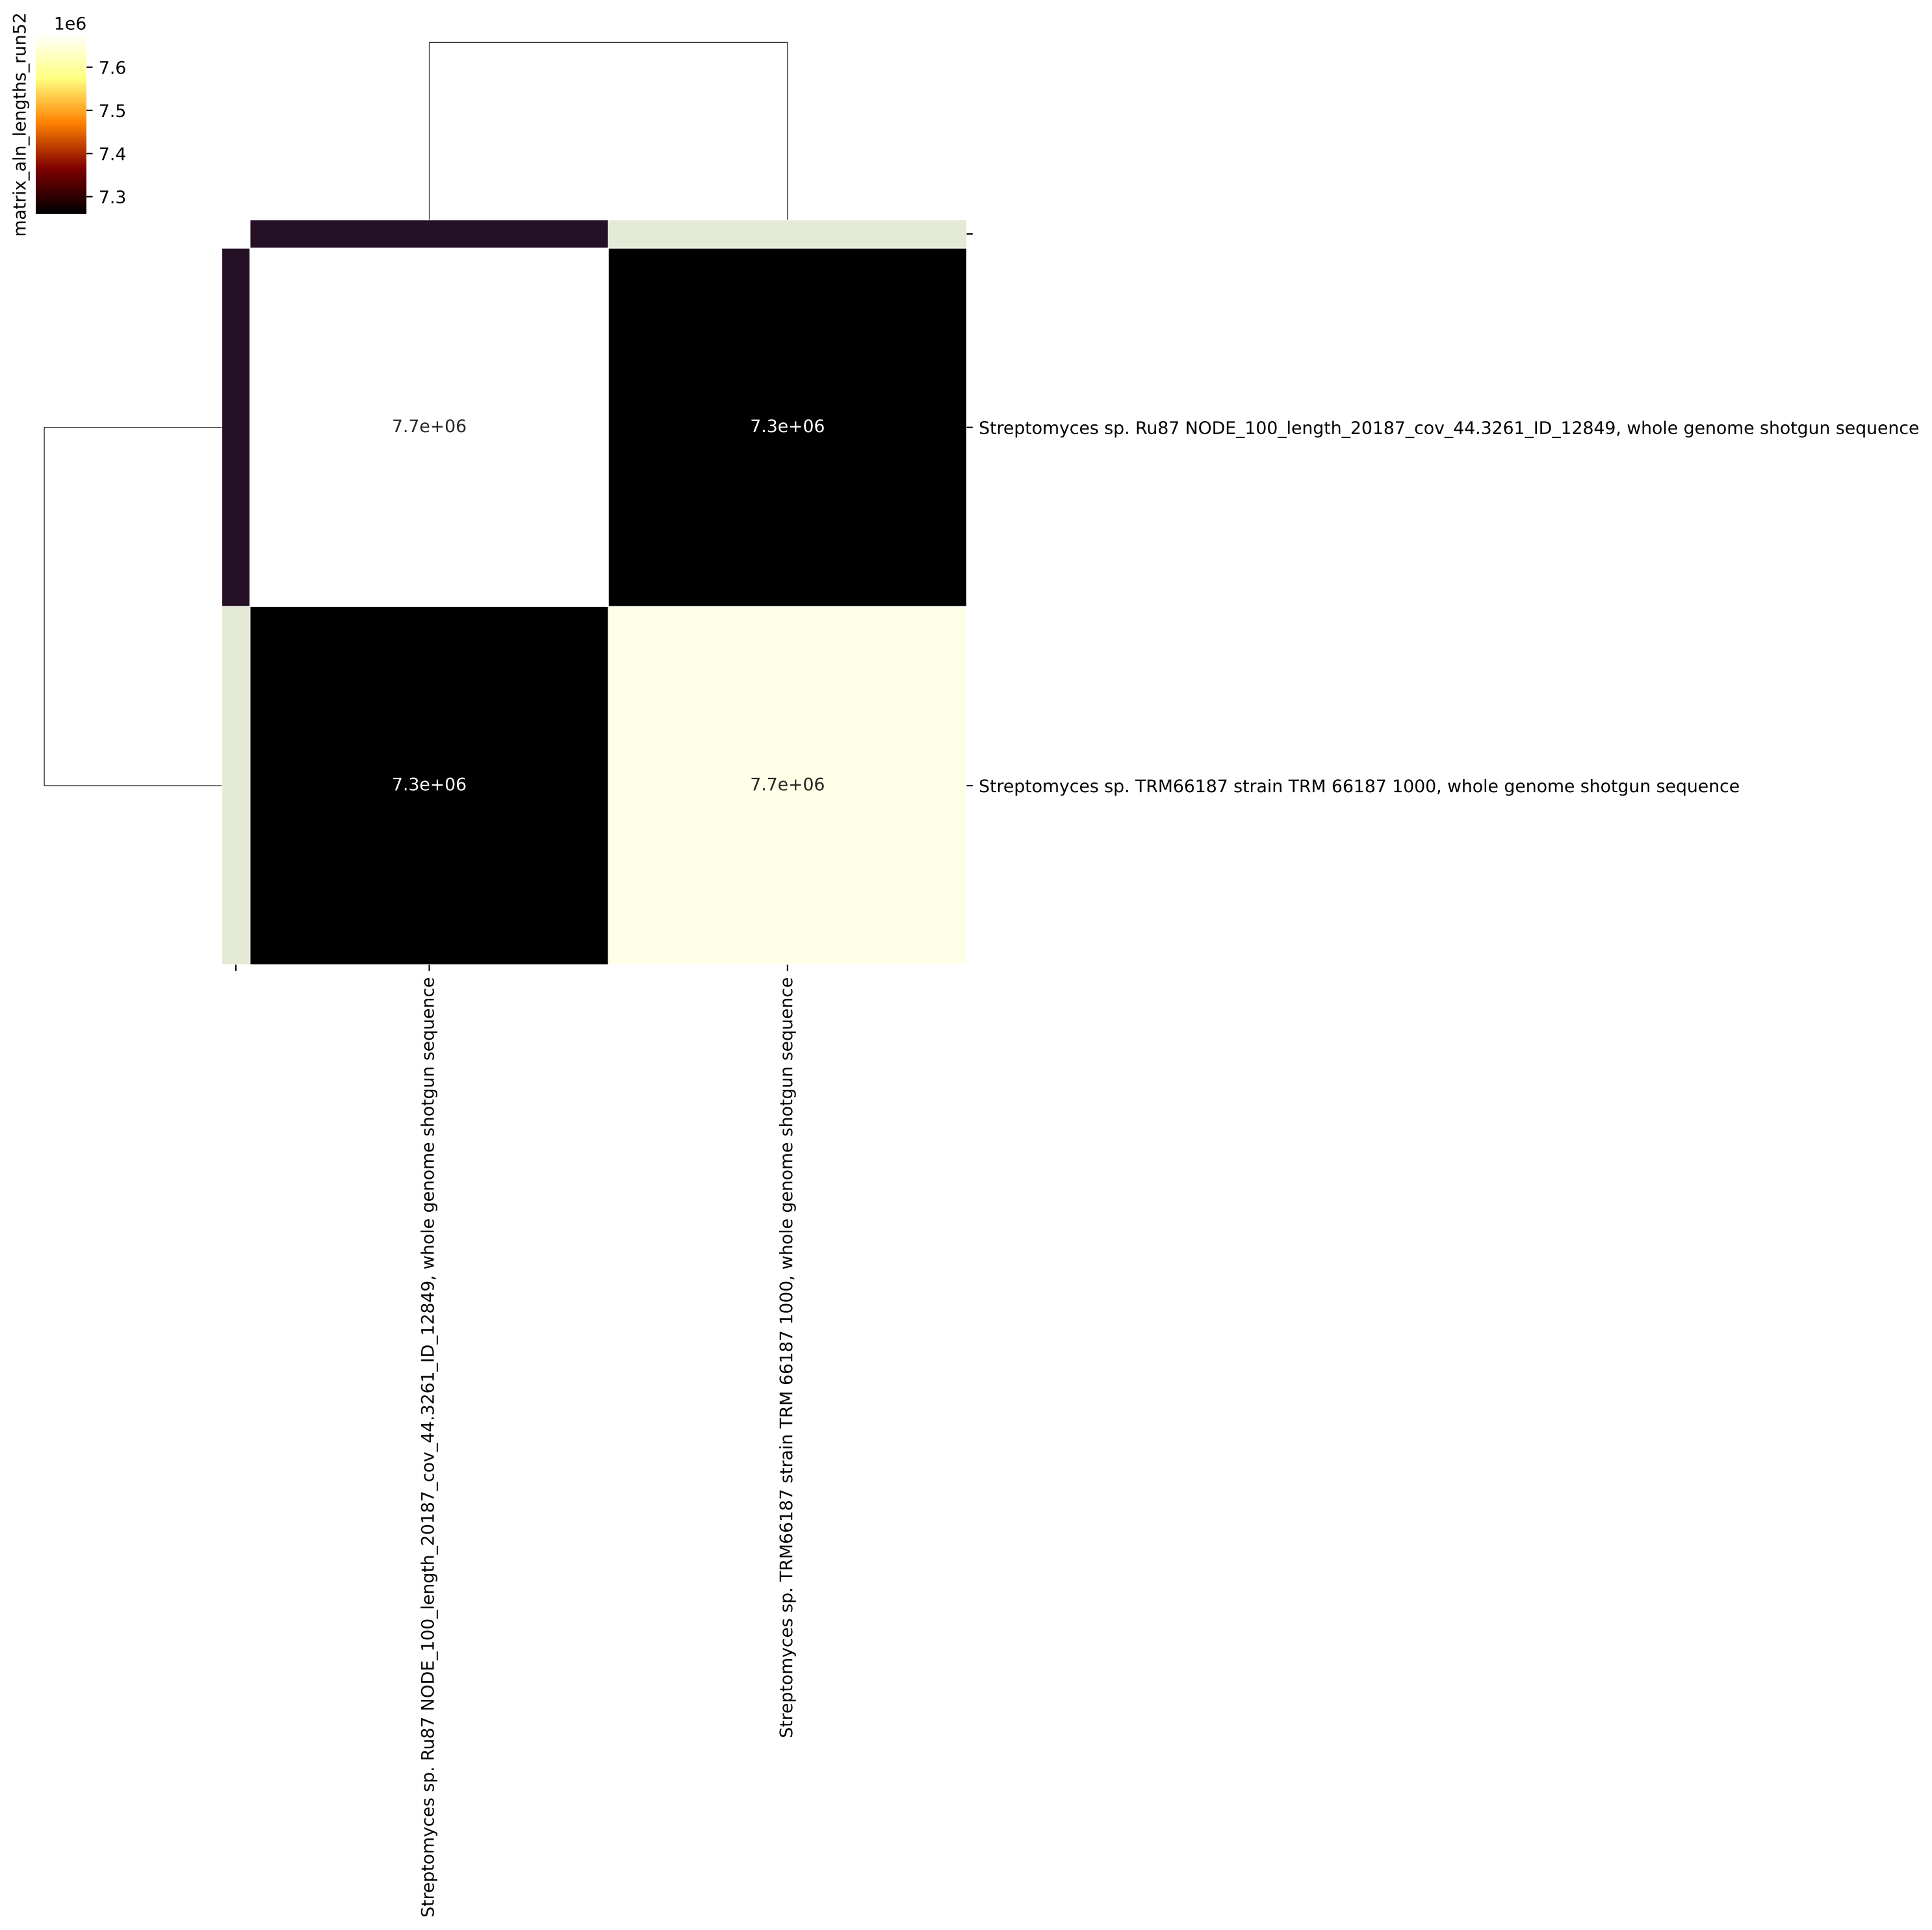 matrix_aln_lengths_run52
1e6
7.6
7.5
7.4
7.3
7.7e+06
7.3e+06
Streptomyces sp. Ru87 NODE_100_length_20187_cov_44.3261_ID_12849, whole genome shotgun sequence
7.3e+06
7.7e+06
Streptomyces sp. TRM66187 strain TRM 66187 1000, whole genome shotgun sequence
Streptomyces sp. Ru87 NODE_100_length_20187_cov_44.3261_ID_12849, whole genome shotgun sequence
Streptomyces sp. TRM66187 strain TRM 66187 1000, whole genome shotgun sequence